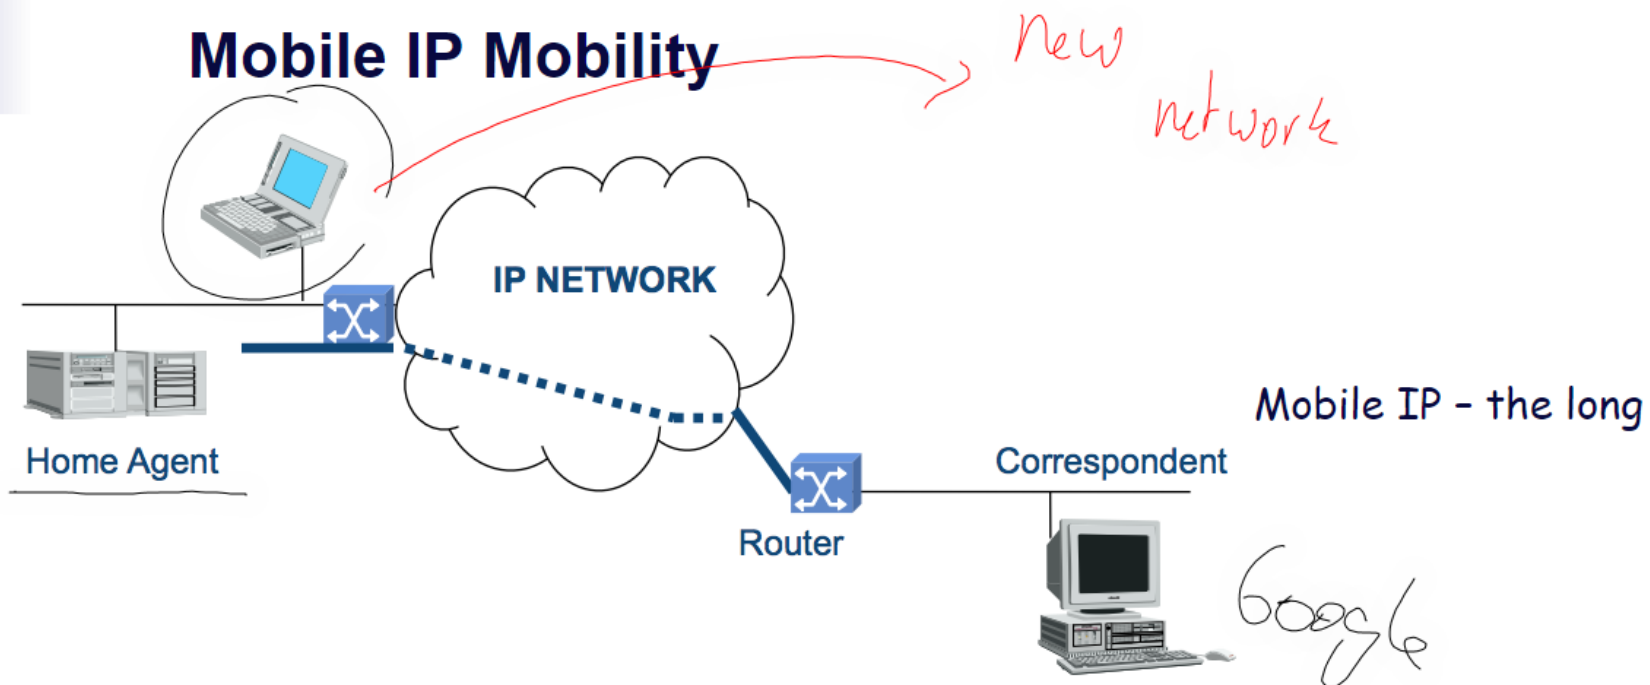 Mobile IP Mobility
new
network
IP NETWORK
Mobile IP – the long
Home Agent
Correspondent
Router
Google